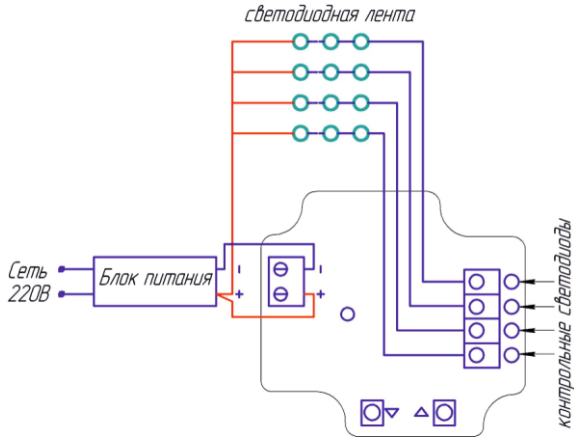 светодиодная лента
Сеть
220В
Блок питания
-
+
-
+
контрольные светодиоды